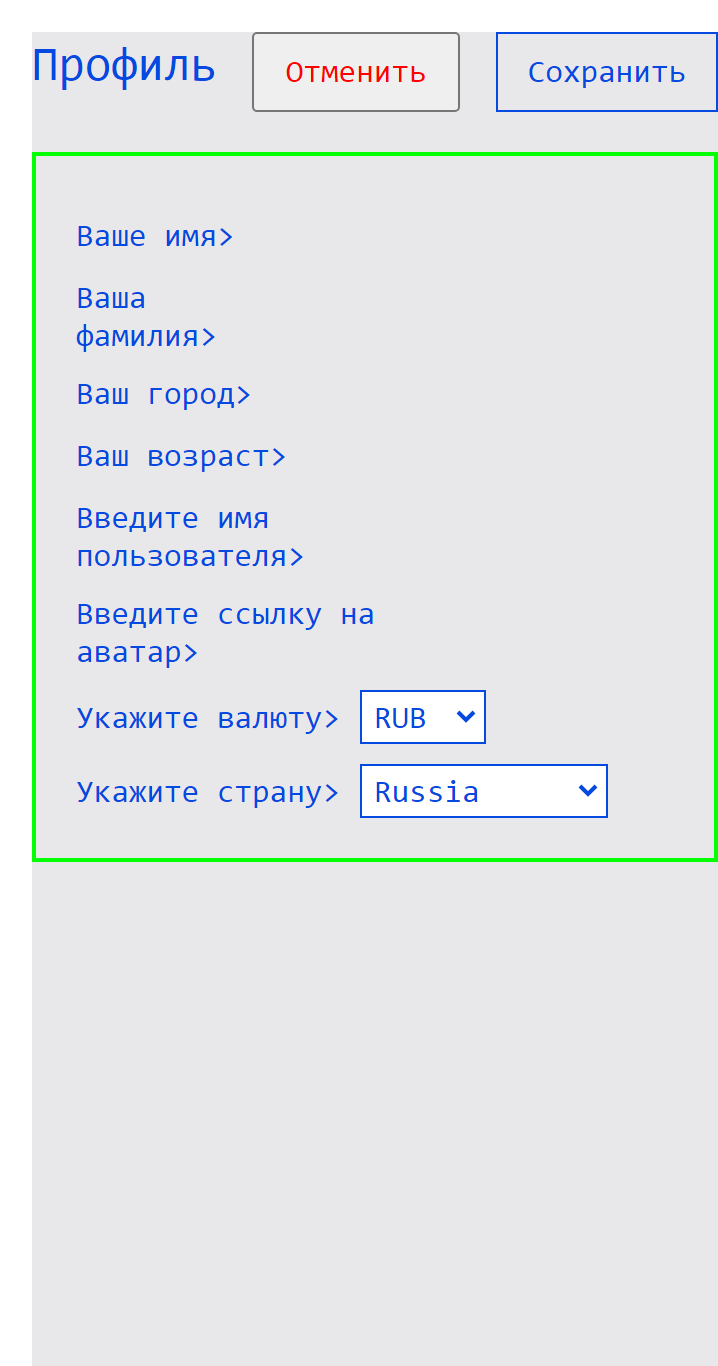 Профиль
Отменить
Сохранить
Ваше имя>
Ваша
фамилия>
Ваш город>
Ваш возраст>
Введите имя
пользователя>
Введите ссылку на
аватар>
Укажите валюту> RUB
Укажите страну> Russia